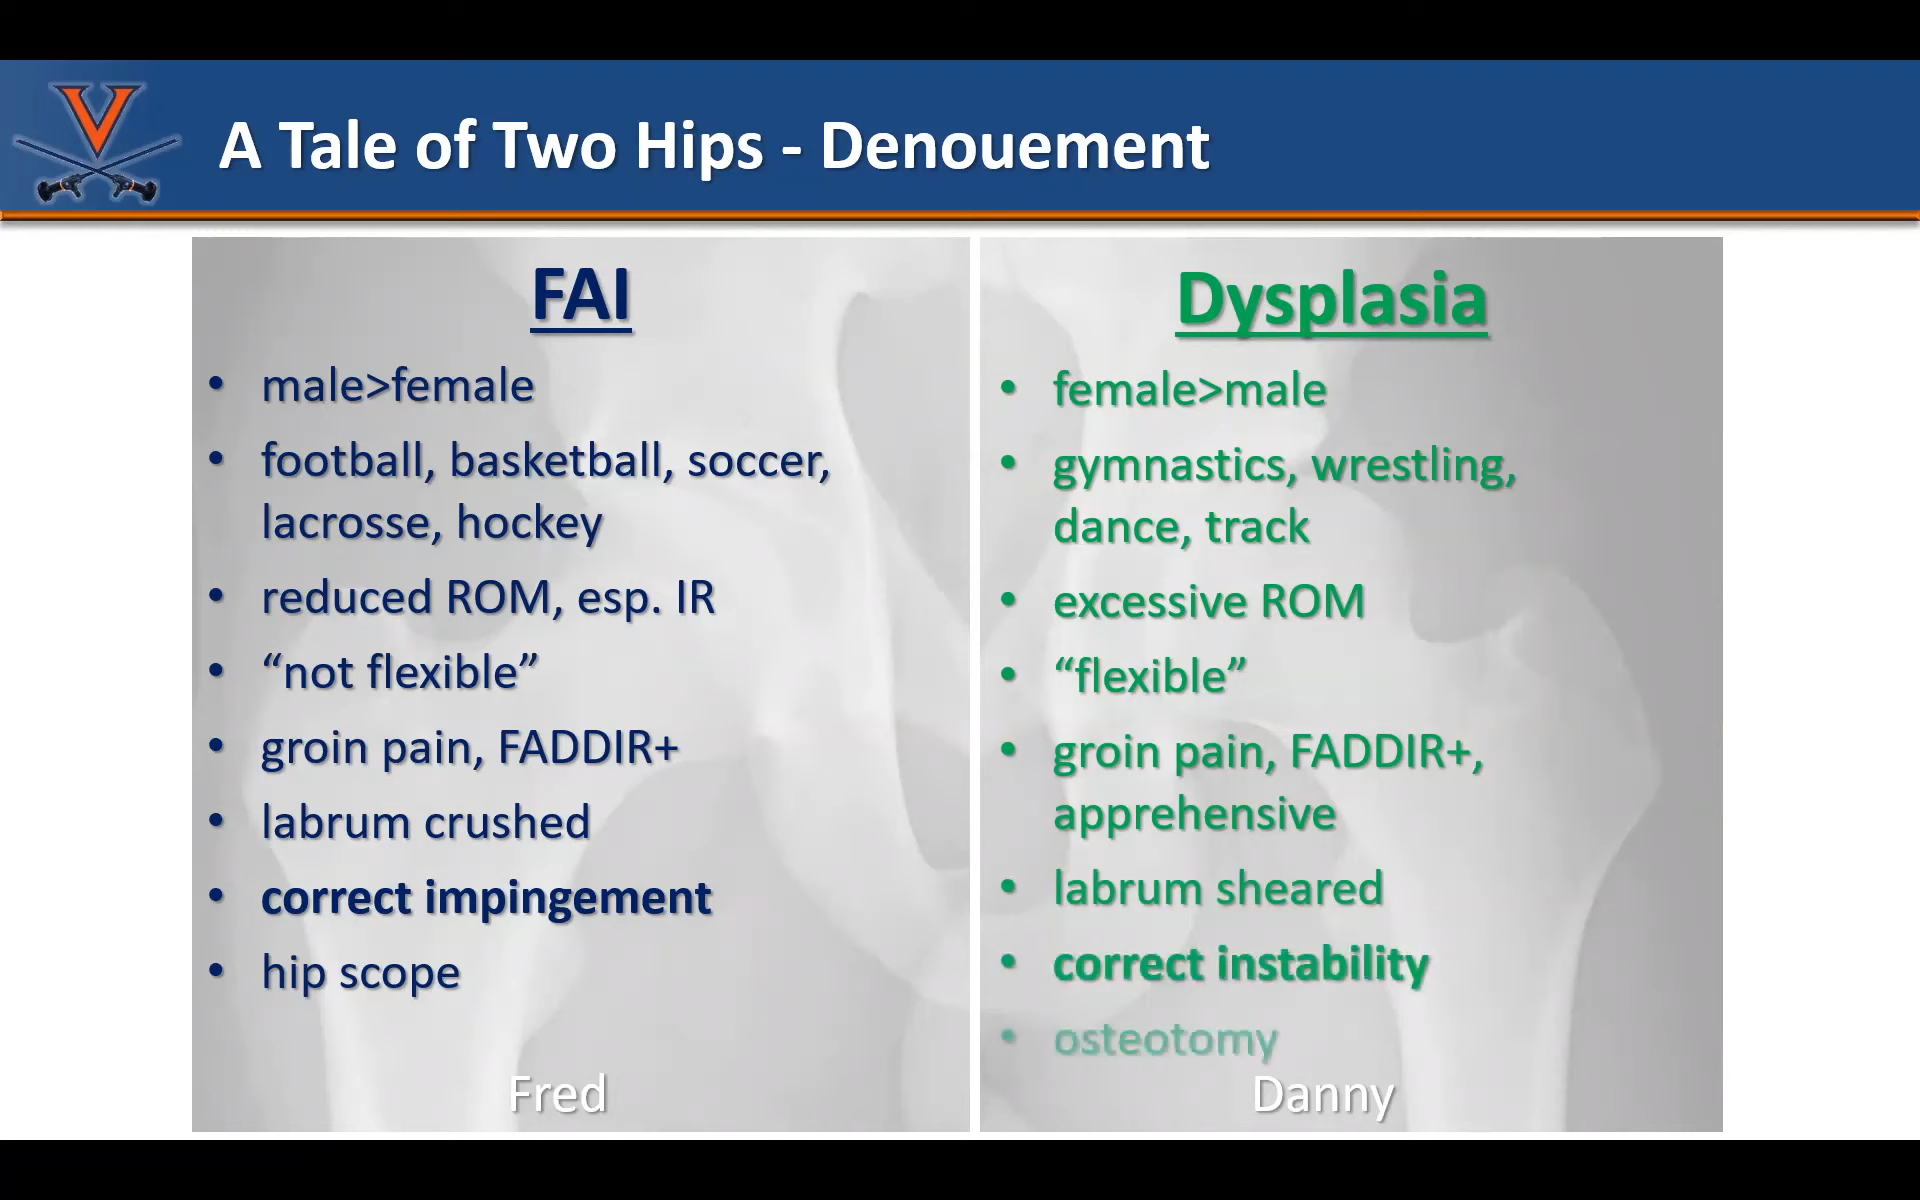 V
A Tale of Two Hips - Denouement
FAI
• male>female
• football, basketball, soccer,
lacrosse, hockey
• reduced ROM, esp. IR
• “not flexible”
• groin pain, FADDIR+
• labrum crushed
• correct impingement
• hip scope
Fred
Dysplasia
• female>male
• gymnastics, wrestling,
dance, track
• excessive ROM
• “flexible”
• groin pain, FADDIR+,
apprehensive
• labrum sheared
• correct instability
• osteotomy
Danny